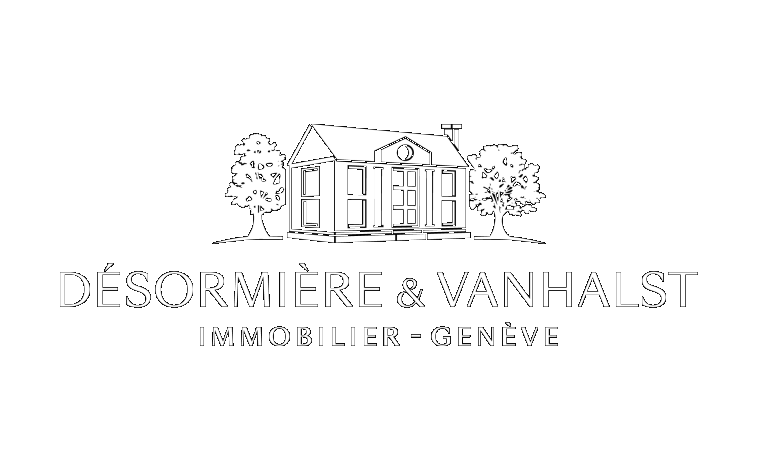 DÉSORMIÈRE & VANHALST
IMMOBILIER - GENÈVE